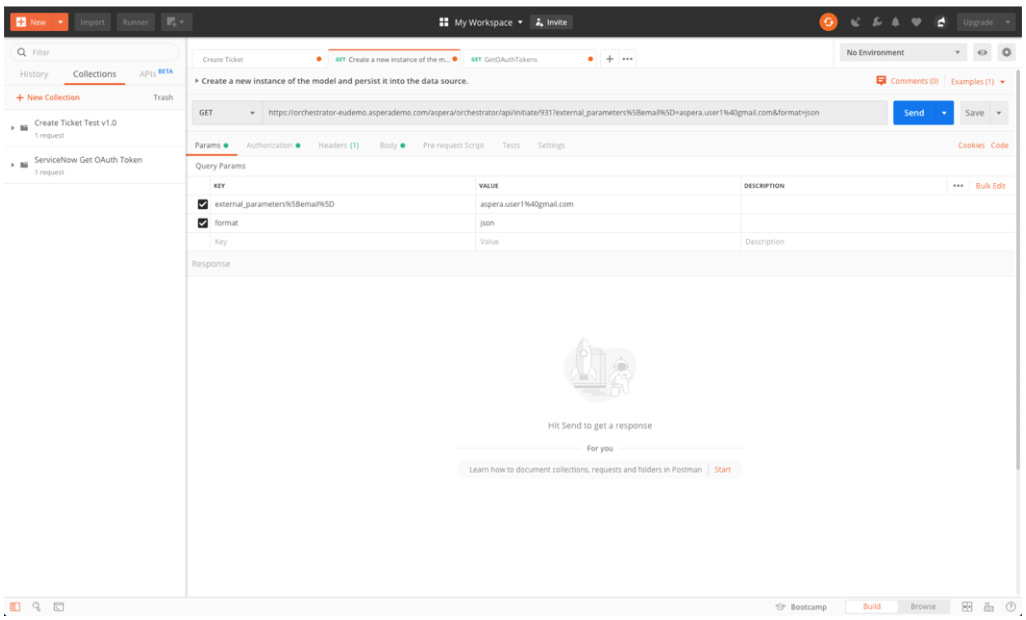 New Import Runner My Workspace Invite Upgrade
Filter
History Collections APIs BETA
+ New Collection Trash
Create Ticket Test v1.0
1 request
ServiceNow Get OAuth Token
1 request
Create Ticket GET Create a new instance of the m... GET GetOAuthTokens + ••• No Environment
Create a new instance of the model and persist it into the data source. Comments (0) Examples (1)
GET https://orchestrator-eudemo.asperademo.com/aspera/orchestrator/api/initiate/931?external_parameters%5Bemail%5D=aspera.user1%40gmail.com&format=json Send Save
Params Authorization Headers (1) Body Pre-request Script Tests Settings Cookies Code
Query Params
KEY VALUE DESCRIPTION ••• Bulk Edit
external_parameters%5Bemail%5D aspera.user1%40gmail.com
format json
Key Value Description
Response
Hit Send to get a response
For you
Learn how to document collections, requests and folders in Postman Start
Bootcamp Build Browse